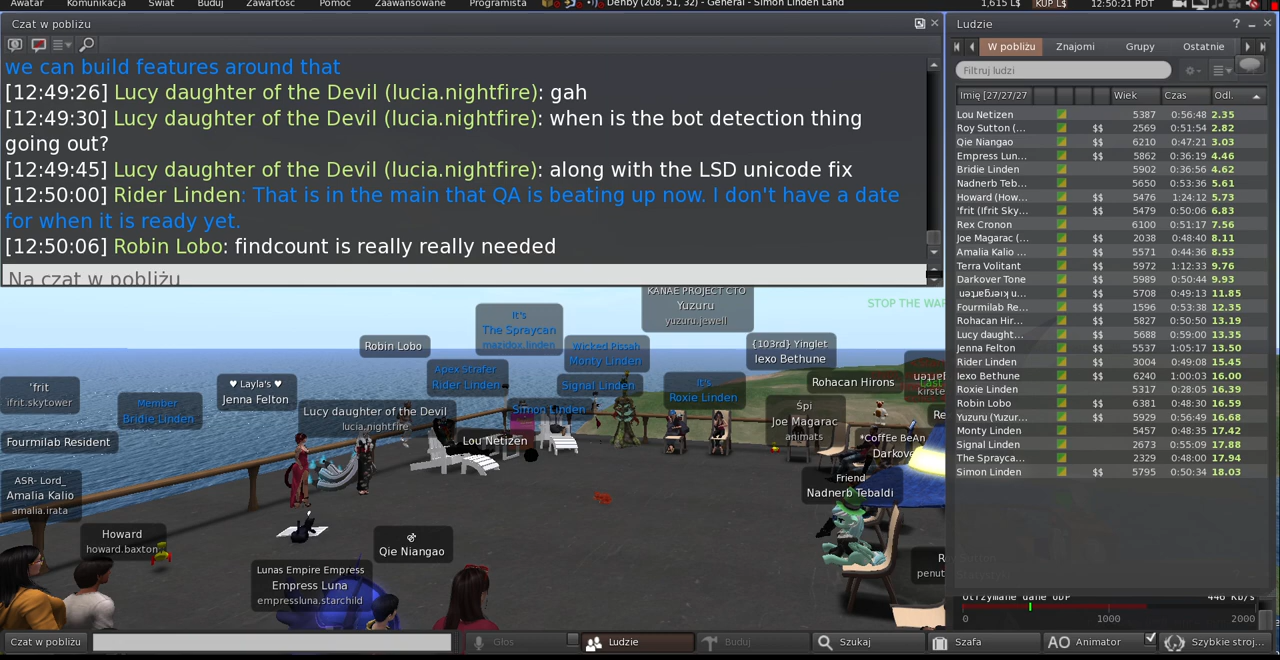 Awatar Komunikacja Świat Buduj Zawartość Pomoc Zaawansowane Programista Denby (208, 51, 32) - General - Simon Linden Land 1,615 L$ KUP L$ 12:50:21 PDT
Czat w pobliżu
we can build features around that
[12:49:26] Lucy daughter of the Devil (lucia.nightfire): gah
[12:49:30] Lucy daughter of the Devil (lucia.nightfire): when is the bot detection thing
going out?
[12:49:45] Lucy daughter of the Devil (lucia.nightfire): along with the LSD unicode fix
[12:50:00] Rider Linden: That is in the main that QA is beating up now. I don't have a date
for when it is ready yet.
[12:50:06] Robin Lobo: findcount is really really needed
Na czat w pobliżu
Ludzie
W pobliżu Znajomi Grupy Ostatnie
Filtruj ludzi
Imię [27/27/27 Wiek Czas Odl.
Lou Netizen 5387 0:56:48 2.35
Roy Sutton (... $$ 2569 0:51:54 2.82
Qie Niangao $$ 6210 0:47:21 3.03
Empress Lun... $$ 5862 0:36:19 4.46
Bridie Linden 5902 0:36:56 4.62
Nadnerb Teb... 5650 0:53:36 5.61
Howard (How... $$ 5476 1:24:12 5.73
'frit (Ifrit Sky... $$ 5479 0:50:06 6.83
Rex Cronon 6100 0:51:17 7.56
Joe Magarac (... $$ 2038 0:48:40 8.11
Amalia Kalio ... $$ 5571 0:44:36 8.53
Terra Volitant $$ 5972 1:12:33 9.76
Darkover Tone $$ 5989 0:50:44 9.93
$$ 5708 0:49:13 11.85
Fourmilab Re... $$ 1596 0:53:38 12.35
Rohacan Hir... $$ 5827 0:50:50 13.19
Lucy daught... $$ 5688 0:59:00 13.35
Jenna Felton $$ 5537 1:05:17 13.50
Rider Linden $$ 3004 0:49:08 15.45
Iexo Bethune $$ 6240 1:00:03 16.00
Roxie Linden 5317 0:28:05 16.39
Robin Lobo $$ 6381 0:48:30 16.59
Yuzuru (Yuzur... $$ 5929 0:56:49 16.68
Monty Linden 5457 0:48:35 17.42
Signal Linden 2673 0:55:09 17.88
The Sprayca... 2329 0:48:00 17.94
Simon Linden $$ 5795 0:50:34 18.03
Otrzymane dane UDP 446 Kb/s
0 1000 2000
KANAE PROJECT CTO
Yuzuru
yuzuru.jewell
STOP THE WAR
It's
The Spraycan
mazidox.linden
Robin Lobo
Wicked Pissah
Monty Linden
{103rd} Yinglet
Iexo Bethune
Apex Strafer
Rider Linden
Signal Linden
It's
Roxie Linden
Rohacan Hirons
kirste
'frit
ifrit.skytower
♥ Layla's ♥
Jenna Felton
Member
Bridie Linden
Lucy daughter of the Devil
lucia.nightfire
Simon Linden
Śpi
Joe Magarac
animats
Re
Fourmilab Resident
Lou Netizen
*CofFEe BeAn
Darkove
ASR- Lord_
Amalia Kalio
amalia.irata
Friend
Nadnerb Tebaldi
Howard
howard.baxton
Qie Niangao
R
penut
Lunas Empire Empress
Empress Luna
empressluna.starchild
Czat w pobliżu Głos Ludzie Buduj Szukaj Szafa AO Animator Szybkie stroj...